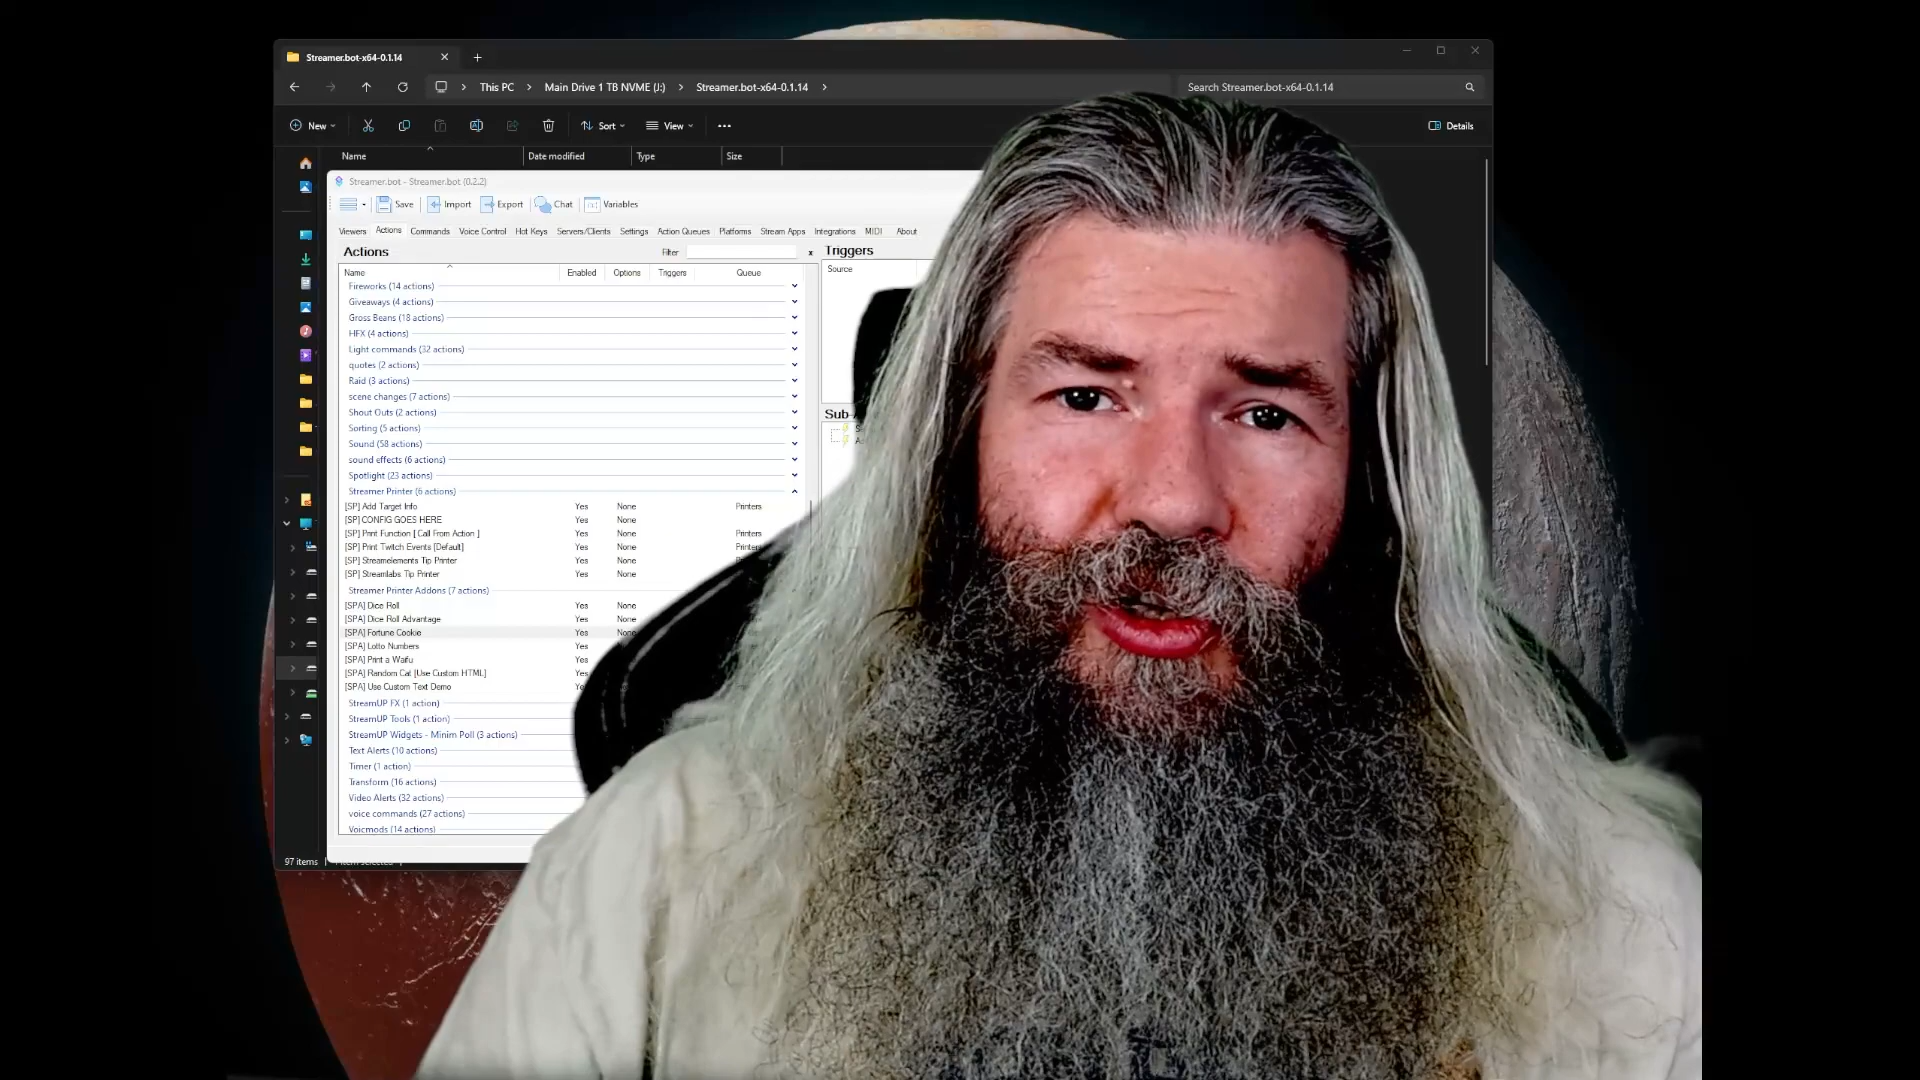 Streamer.bot-x64-0.1.14
This PC > Main Drive 1 TB NVME (J:) > Streamer.bot-x64-0.1.14 >
Search Streamer.bot-x64-0.1.14
New
Sort
View
Details
Name
Date modified
Type
Size
Streamer.bot - Streamer.bot (0.2.2)
Save
Import
Export
Chat
Variables
Viewers
Actions
Commands
Voice Control
Hot Keys
Servers/Clients
Settings
Action Queues
Platforms
Stream Apps
Integrations
MIDI
About
Actions
Filter
x
Triggers
Name
Enabled
Options
Triggers
Queue
Source
Fireworks (14 actions)
Giveaways (4 actions)
Gross Beans (18 actions)
HFX (4 actions)
Light commands (32 actions)
quotes (2 actions)
Raid (3 actions)
scene changes (7 actions)
Shout Outs (2 actions)
Sub-
Sorting (5 actions)
Sound (58 actions)
sound effects (6 actions)
Spotlight (23 actions)
Streamer Printer (6 actions)
[SP] Add Target Info Yes None Printers
[SP] CONFIG GOES HERE Yes None
[SP] Print Function [ Call From Action ] Yes None Printers
[SP] Print Twitch Events [Default] Yes None Printers
[SP] Streamelements Tip Printer Yes None
[SP] Streamlabs Tip Printer Yes None
Streamer Printer Addons (7 actions)
[SPA] Dice Roll Yes None
[SPA] Dice Roll Advantage Yes None
[SPA] Fortune Cookie Yes None
[SPA] Lotto Numbers Yes
[SPA] Print a Waifu Yes
[SPA] Random Cat [Use Custom HTML] Yes
[SPA] Use Custom Text Demo
StreamUP FX (1 action)
StreamUP Tools (1 action)
StreamUP Widgets - Minim Poll (3 actions)
Text Alerts (10 actions)
Timer (1 action)
Transform (16 actions)
Video Alerts (32 actions)
voice commands (27 actions)
Voicmods (14 actions)
97 items